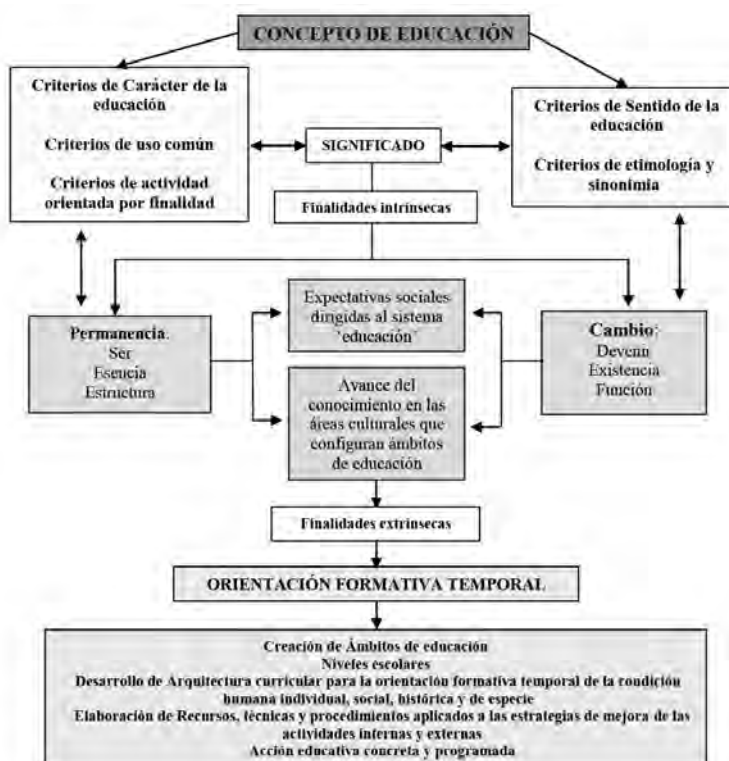 CONCEPTO DE EDUCACIÓN
Criterios de Carácter de la
educación
Criterios de uso común
Criterios de actividad
orientada por finalidad
SIGNIFICADO
Criterios de Sentido de la
educación
Criterios de etimología y
sinonimia
Finalidades intrínsecas
Permanencia:
Ser
Esencia
Estructura
Expectativas sociales
dirigidas al sistema
‘educación’
Avance del
conocimiento en las
áreas culturales que
configuran ámbitos
de educación
Cambio:
Devenir
Existencia
Función
Finalidades extrínsecas
ORIENTACIÓN FORMATIVA TEMPORAL
Creación de Ámbitos de educación
Niveles escolares
Desarrollo de Arquitectura curricular para la orientación formativa temporal de la condición
humana individual, social, histórica y de especie
Elaboración de Recursos, técnicas y procedimientos aplicados a las estrategias de mejora de las
actividades internas y externas
Acción educativa concreta y programada